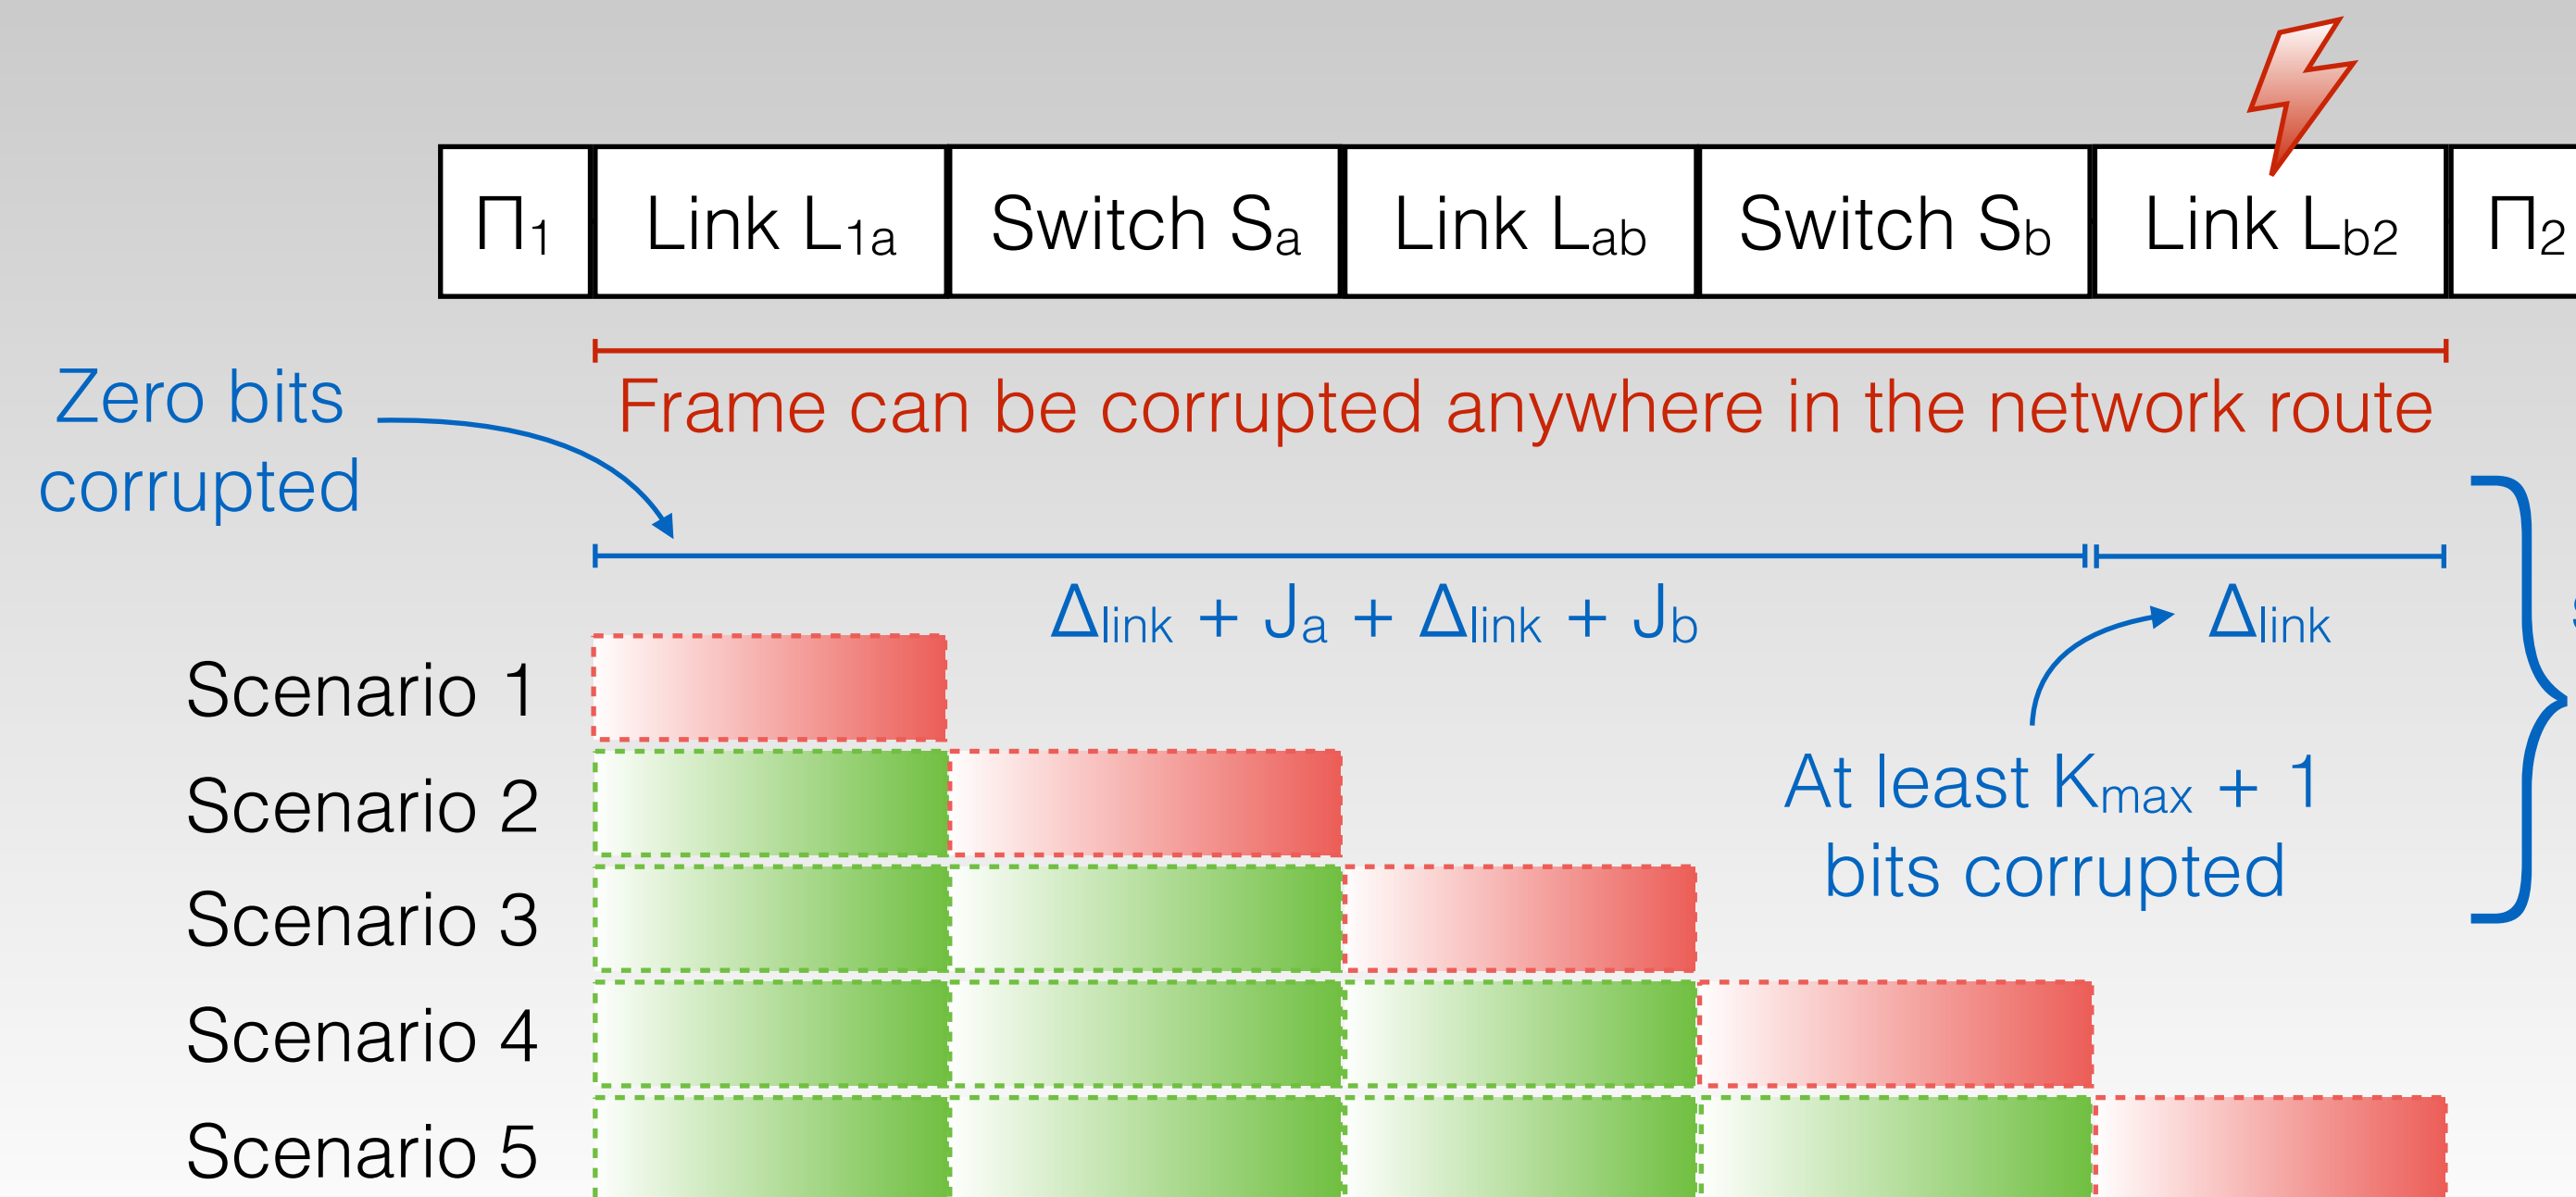 Π₁ Link L₁ₐ Switch Sₐ Link Lab Switch Sb Link Lb2 Π₂
Frame can be corrupted anywhere in the network route
Zero bits
corrupted
Δlink + Ja + Δlink + Jb
Δlink
At least Kmax + 1
bits corrupted
Scenario 1
Scenario 2
Scenario 3
Scenario 4
Scenario 5